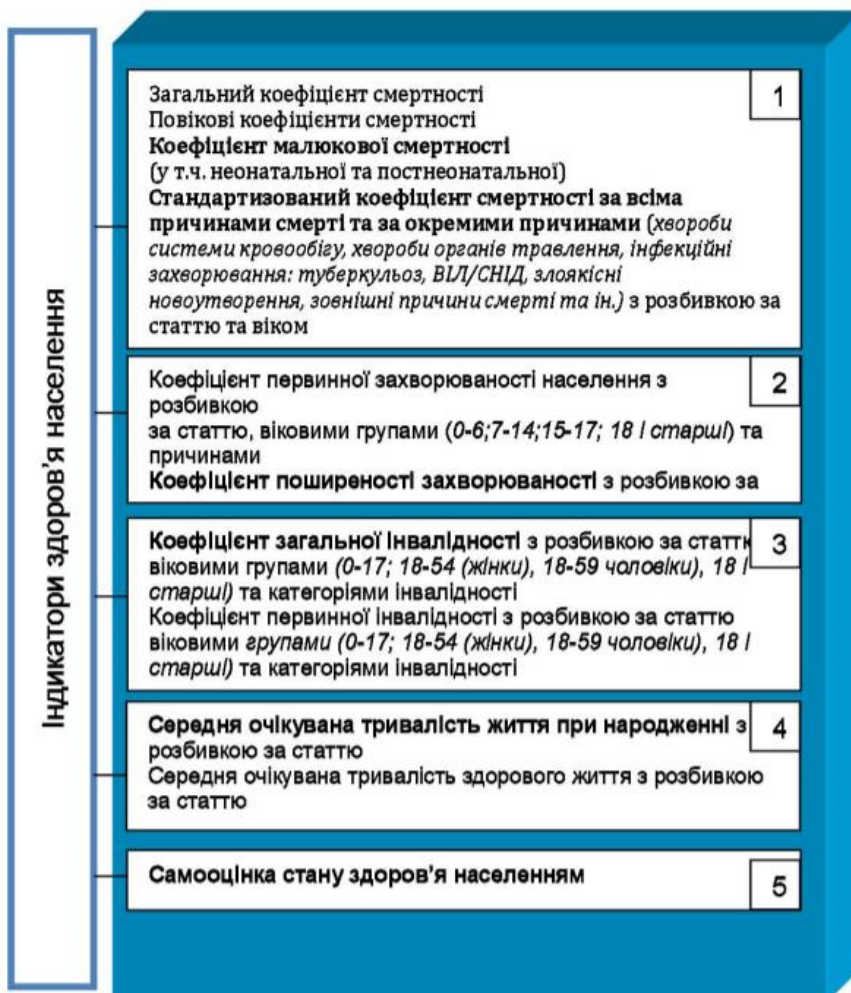 Індикатори здоров'я населення
1
Загальний коефіцієнт смертності
Повікові коефіцієнти смертності
Коефіцієнт малюкової смертності
(у т.ч. неонатальної та постнеонатальної)
Стандартизований коефіцієнт смертності за всіма
причинами смерті та за окремими причинами (хвороби
системи кровообігу, хвороби органів травлення, інфекційні
захворювання: туберкульоз, ВІЛ/СНІД, злоякісні
новоутворення, зовнішні причини смерті та ін.) з розбивкою за
статтю та віком
2
Коефіцієнт первинної захворюваності населення з
розбивкою
за статтю, віковими групами (0-6;7-14;15-17; 18 і старші) та
причинами
Коефіцієнт поширеності захворюваності з розбивкою за
3
Коефіцієнт загальної інвалідності з розбивкою за статтю
віковими групами (0-17; 18-54 (жінки), 18-59 чоловіки), 18 і
старші) та категоріями інвалідності
Коефіцієнт первинної інвалідності з розбивкою за статтю
віковими групами (0-17; 18-54 (жінки), 18-59 чоловіки), 18 і
старші) та категоріями інвалідності
4
Середня очікувана тривалість життя при народженні з
розбивкою за статтю
Середня очікувана тривалість здорового життя з розбивкою
за статтю
5
Самооцінка стану здоров'я населенням